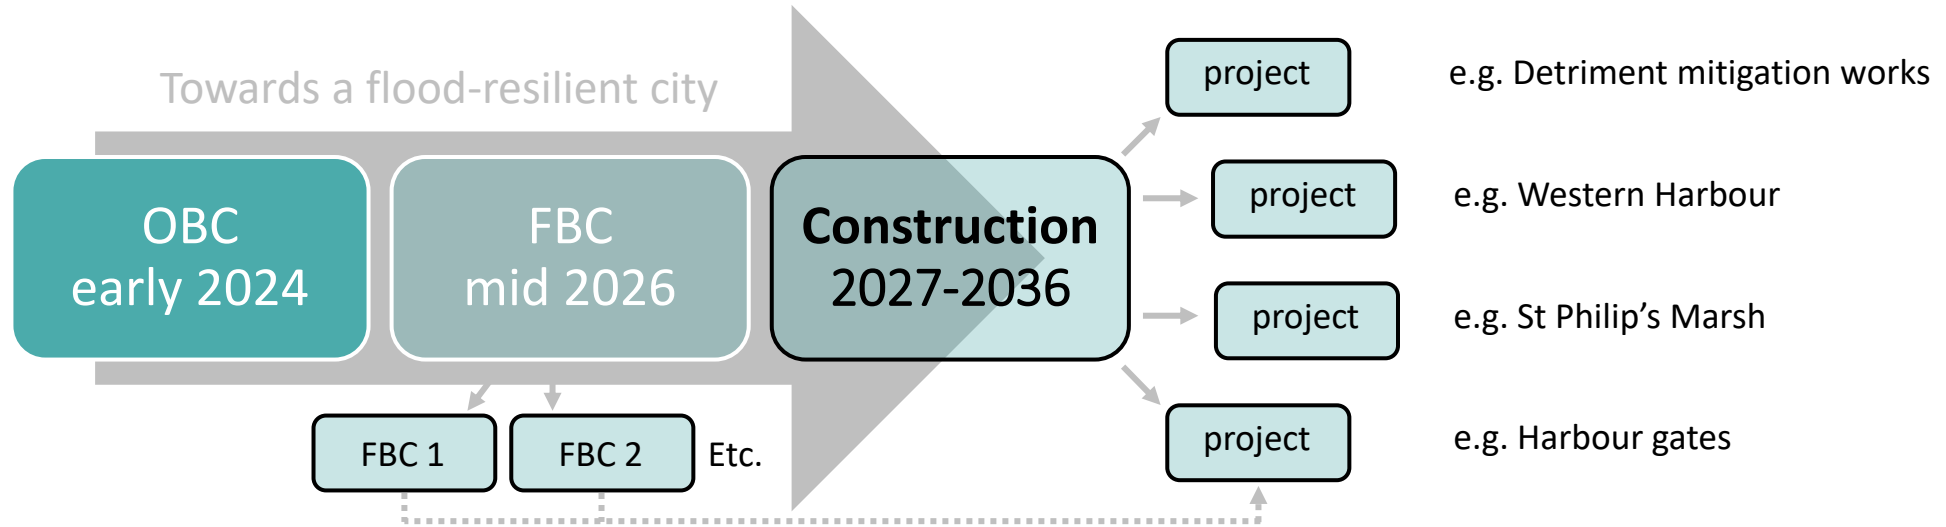 Towards a flood-resilient city
OBC
early 2024
FBC
mid 2026
Construction
2027-2036
FBC 1
FBC 2
Etc.
project
e.g. Detriment mitigation works
project
e.g. Western Harbour
project
e.g. St Philip’s Marsh
project
e.g. Harbour gates